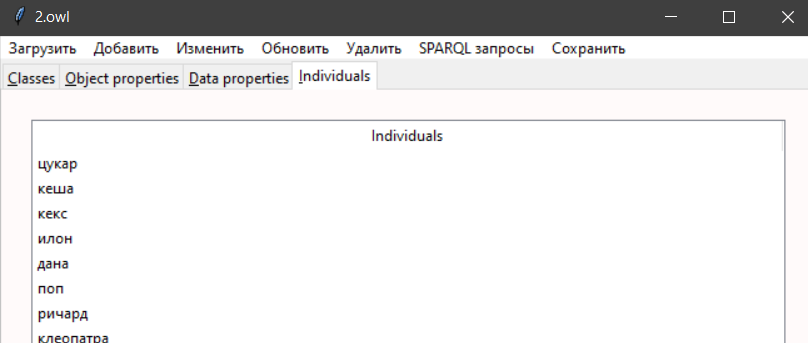 2.owl
Загрузить Добавить Изменить Обновить Удалить SPARQL запросы Сохранить
Classes Object properties Data properties Individuals
Individuals
цукар
кеша
кекс
илон
дана
поп
ричард
клеопатра